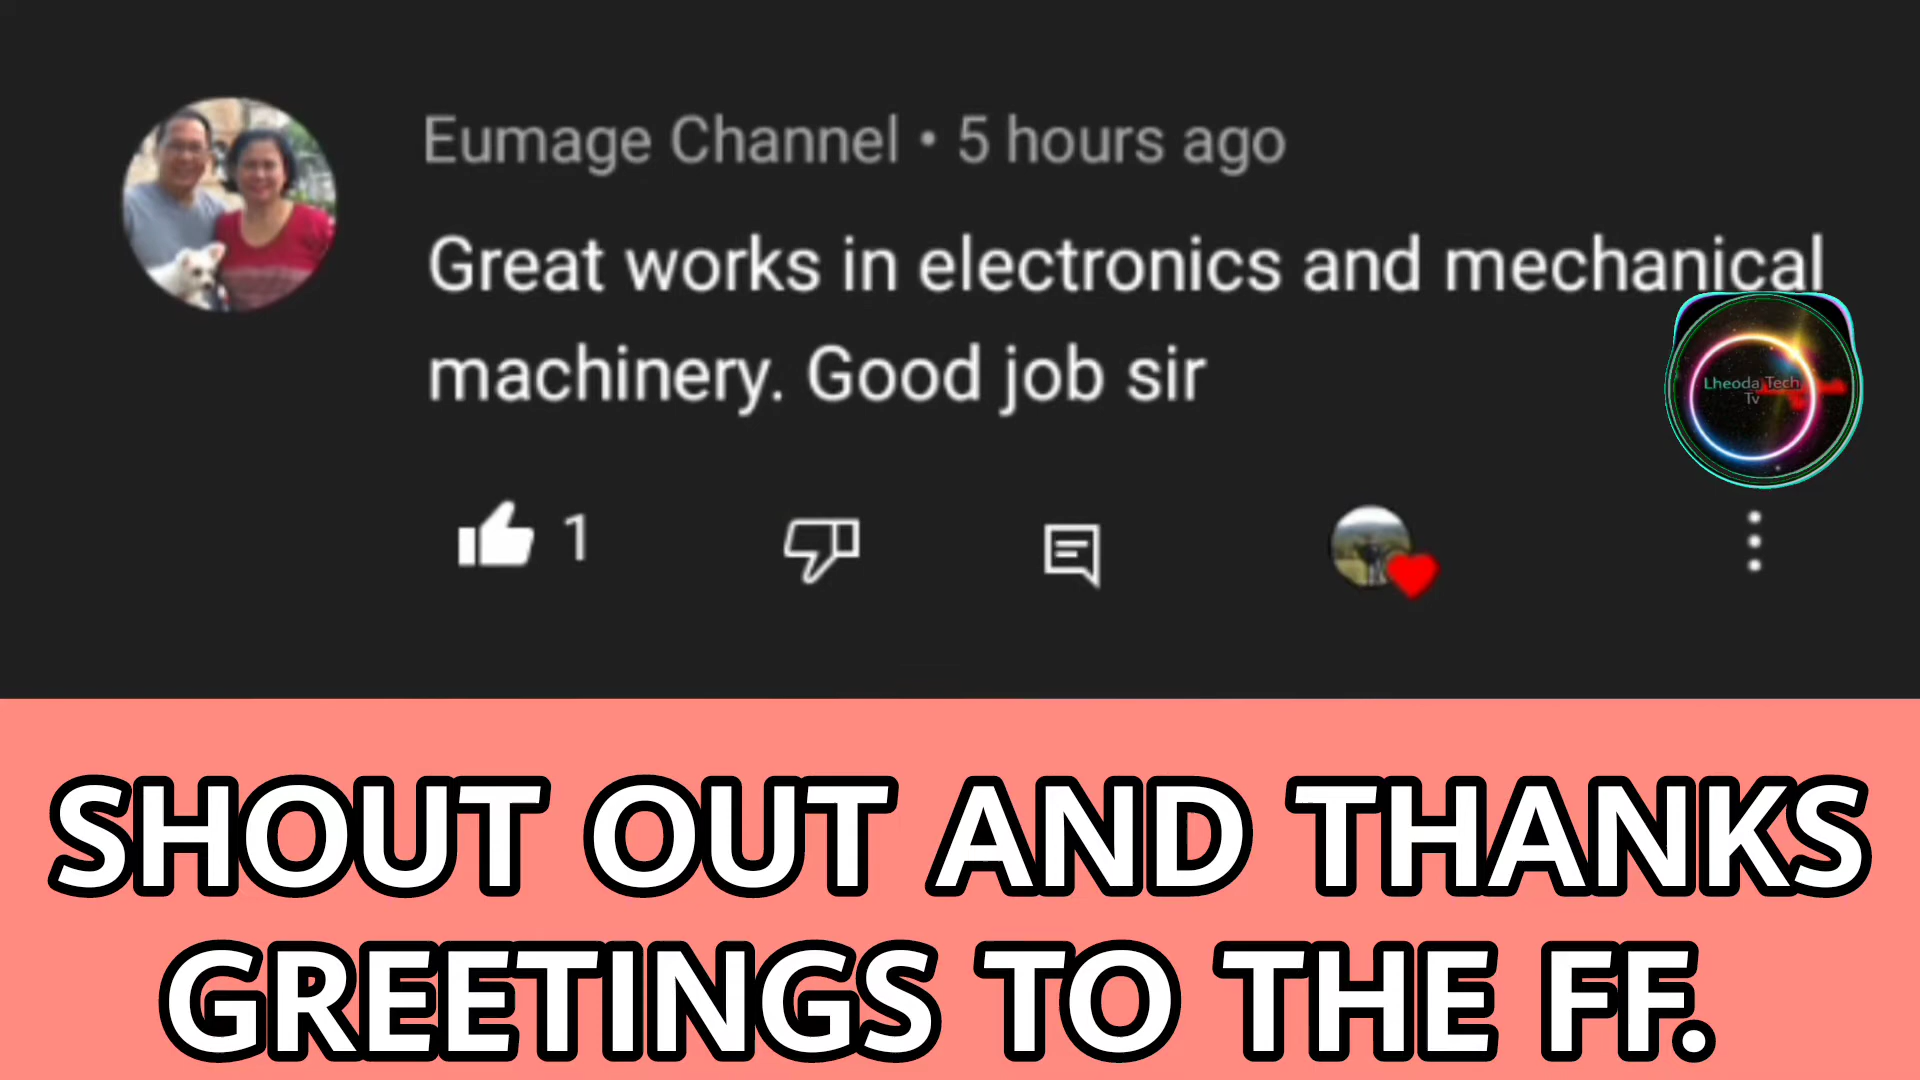 Eumage Channel • 5 hours ago
Great works in electronics and mechanical
machinery. Good job sir
Lheoda Tech
Tv
1
SHOUT OUT AND THANKS
GREETINGS TO THE FF.